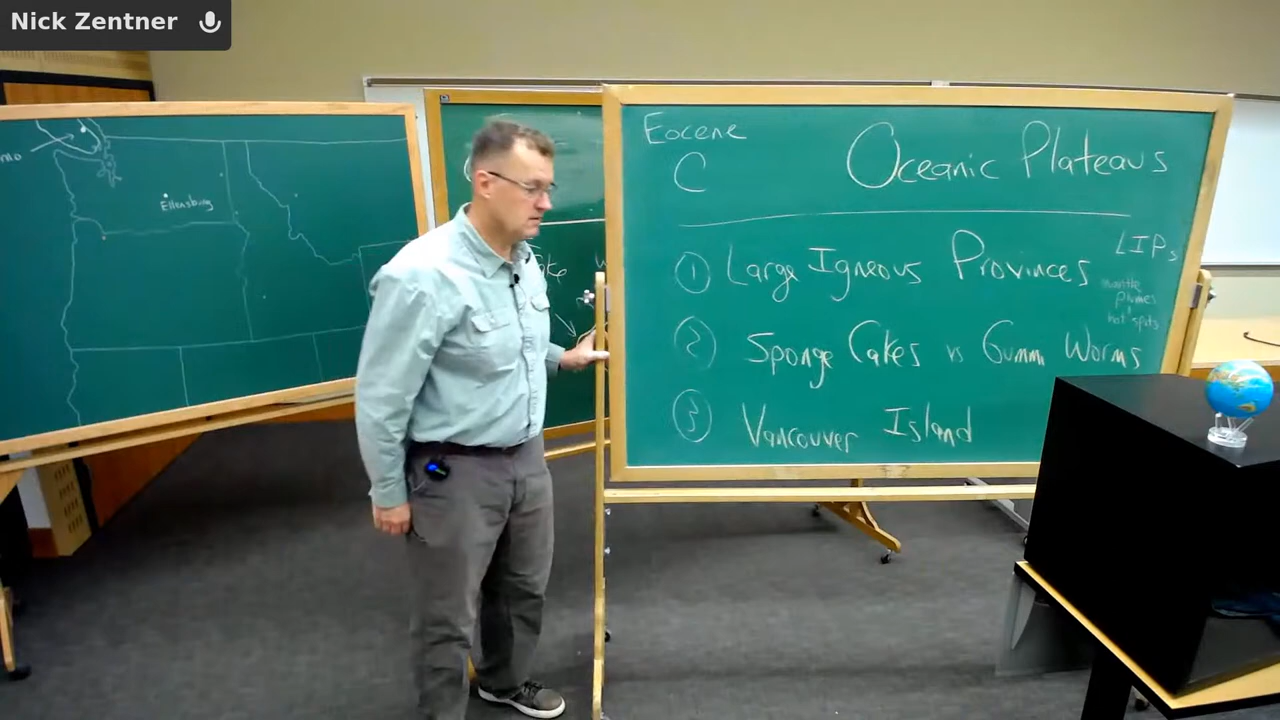 Nick Zentner
Eocene
C
Oceanic Plateaus
LIPs
① Large Igneous Provinces
mantle
plumes
hot spots
② Sponge Cakes vs Gummi Worms
③ Vancouver Island
Ellensburg